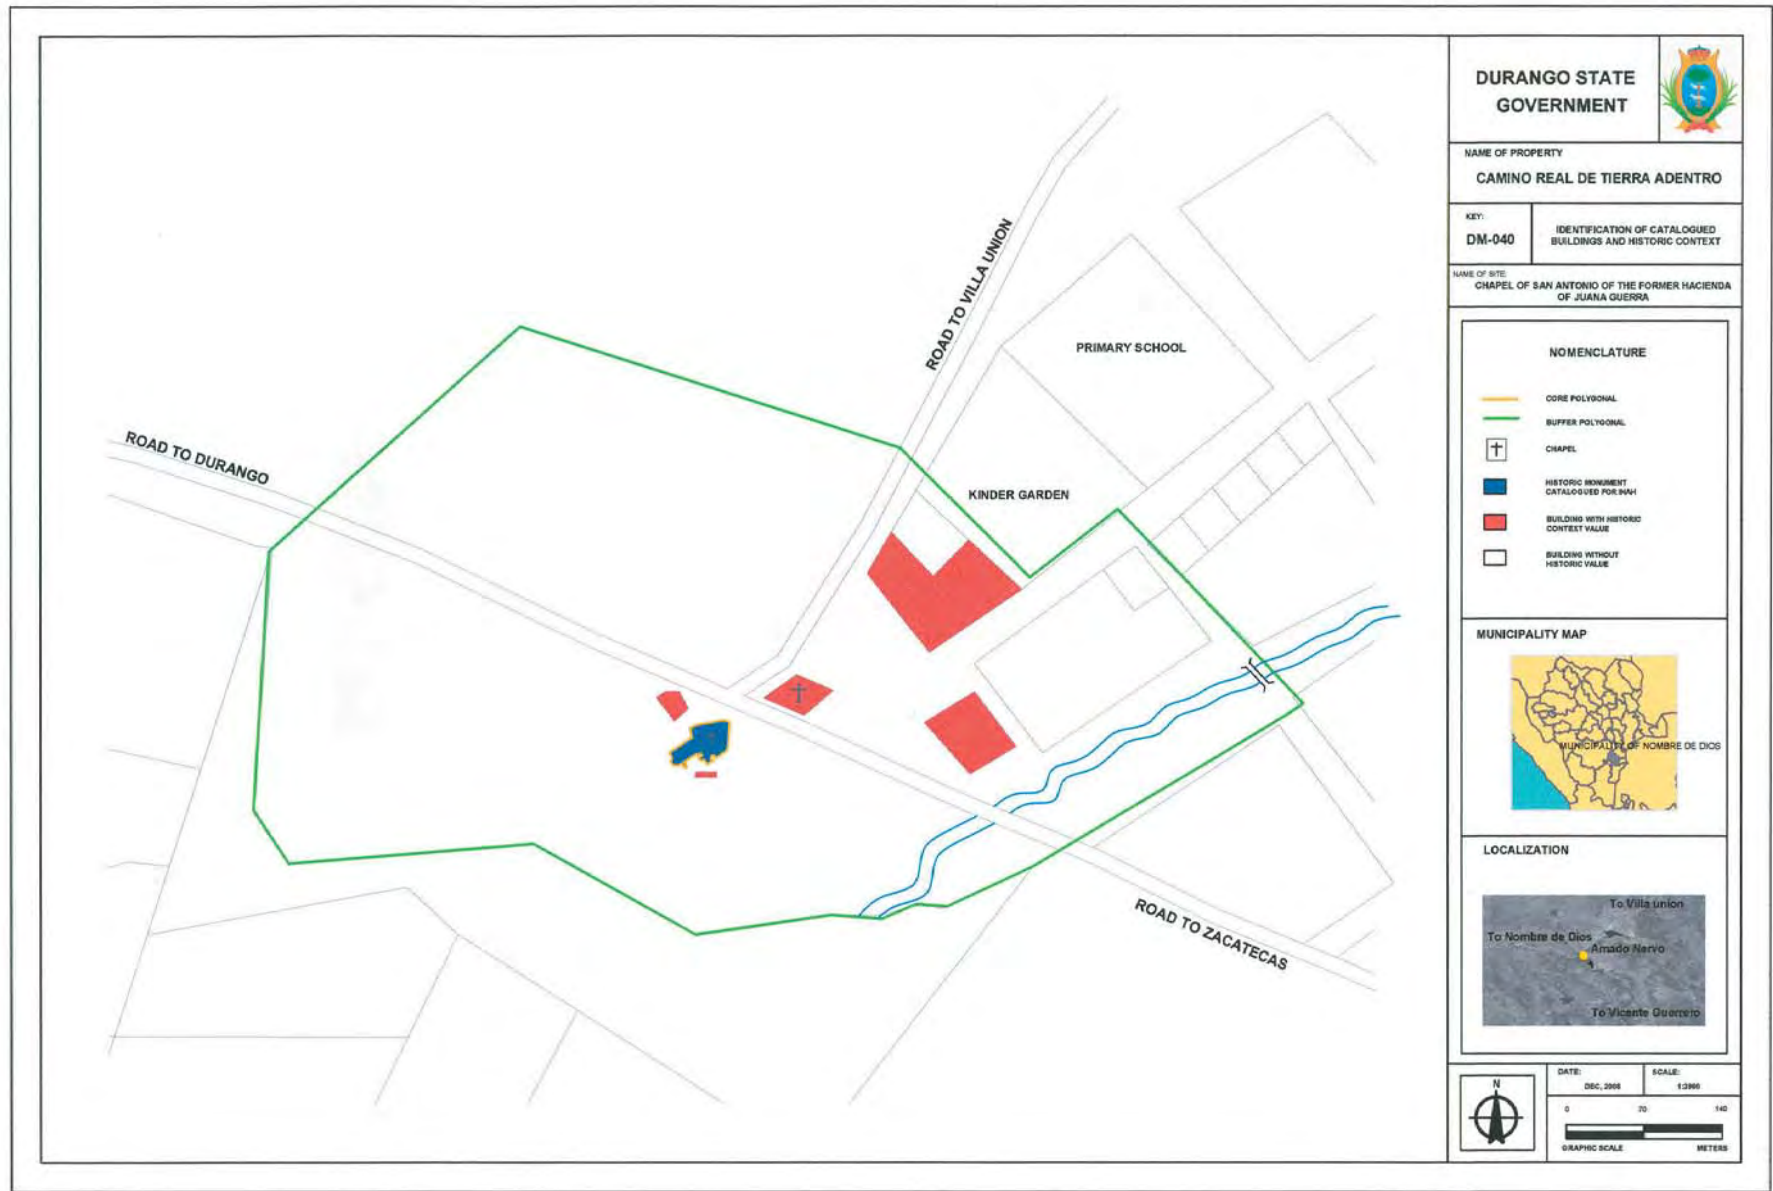 DURANGO STATE
GOVERNMENT
NAME OF PROPERTY
CAMINO REAL DE TIERRA ADENTRO
KEY:
DM-040
IDENTIFICATION OF CATALOGUED
BUILDINGS AND HISTORIC CONTEXT
NAME OF SITE:
CHAPEL OF SAN ANTONIO OF THE FORMER HACIENDA
OF JUANA GUERRA
NOMENCLATURE
CORE POLYGONAL
BUFFER POLYGONAL
CHAPEL
HISTORIC MONUMENT
CATALOGUED FOR INAH
BUILDING WITH HISTORIC
CONTEXT VALUE
BUILDING WITHOUT
HISTORIC VALUE
MUNICIPALITY MAP
MUNICIPALITY OF NOMBRE DE DIOS
LOCALIZATION
To Villa union
To Nombre de Dios
Amado Nervo
To Vicente Guerrero
N
DATE:
DEC,
SCALE:
0 70 140
GRAPHIC SCALE METERS
ROAD TO VILLA UNION
PRIMARY SCHOOL
ROAD TO DURANGO
KINDER GARDEN
ROAD TO ZACATECAS